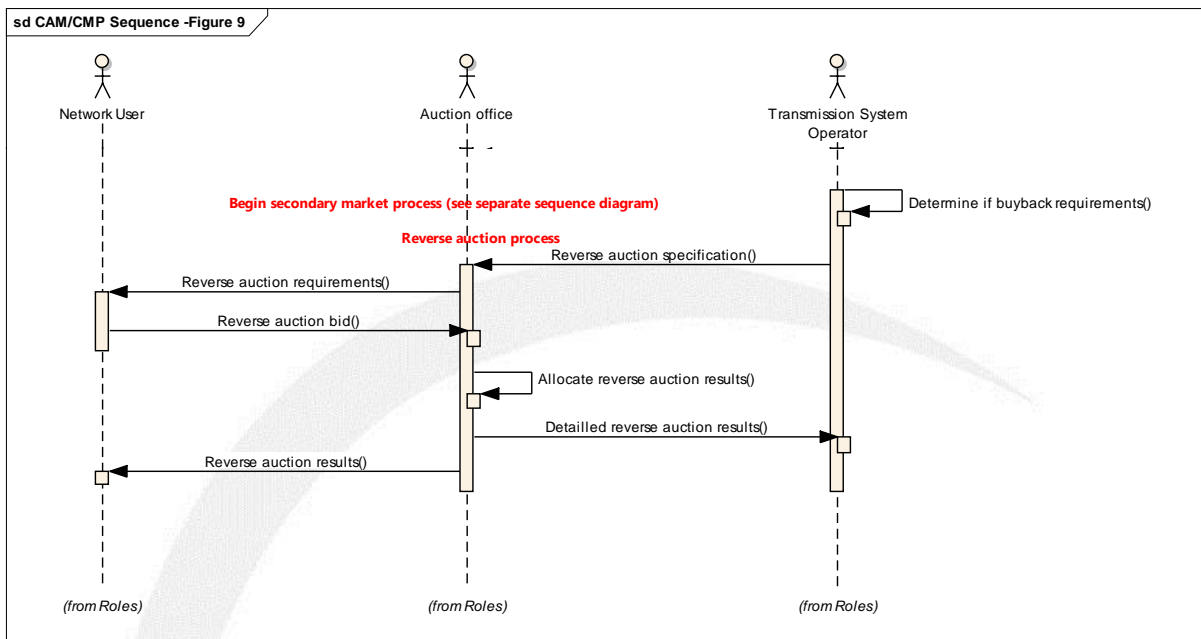 sd CAM/CMP Sequence -Figure 9
Network User
Auction office
Transmission System
Operator
Begin secondary market process (see separate sequence diagram)
Determine if buyback requirements()
Reverse auction process
Reverse auction specification()
Reverse auction requirements()
Reverse auction bid()
Allocate reverse auction results()
Detailled reverse auction results()
Reverse auction results()
(from Roles)
(from Roles)
(from Roles)